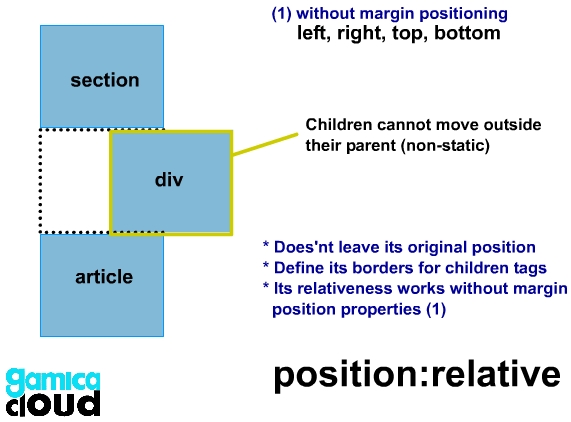 (1) without margin positioning
left, right, top, bottom
section
Children cannot move outside
their parent (non-static)
div
* Does'nt leave its original position
* Define its borders for children tags
* Its relativeness works without margin
position properties (1)
article
position:relative
gamica
cloud